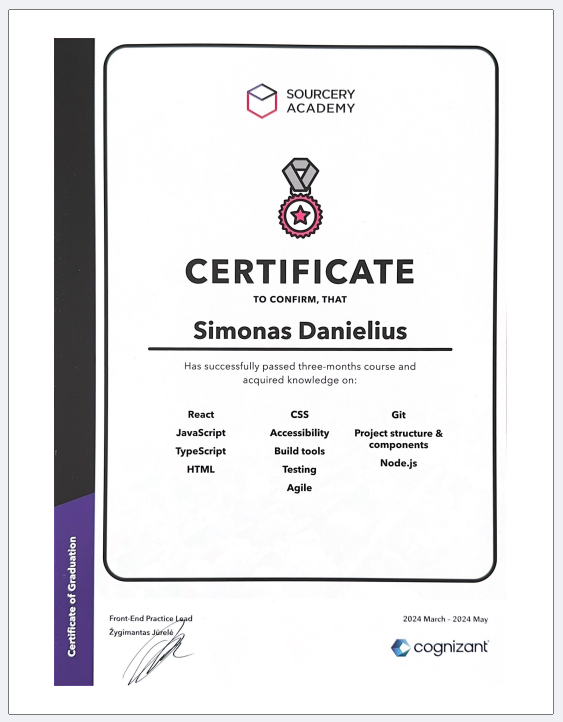 SOURCERY
ACADEMY
CERTIFICATE
TO CONFIRM, THAT
Simonas Danielius
Has successfully passed three-months course and
acquired knowledge on:
React
JavaScript
TypeScript
HTML
CSS
Accessibility
Build tools
Testing
Agile
Git
Project structure &
components
Node.js
Certificate of Graduation
Front-End Practice Lead
Žygimantas Jūrelė
2024 March - 2024 May
cognizant